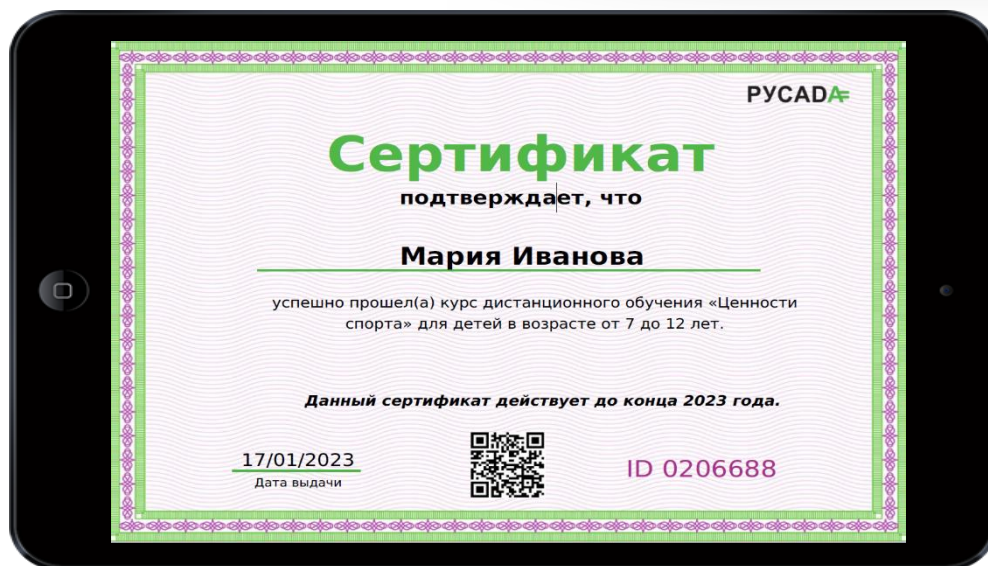 РУСАДА
Сертификат
подтверждает, что
Мария Иванова
успешно прошел(а) курс дистанционного обучения «Ценности
спорта» для детей в возрасте от 7 до 12 лет.
Данный сертификат действует до конца 2023 года.
17/01/2023
Дата выдачи
ID 0206688